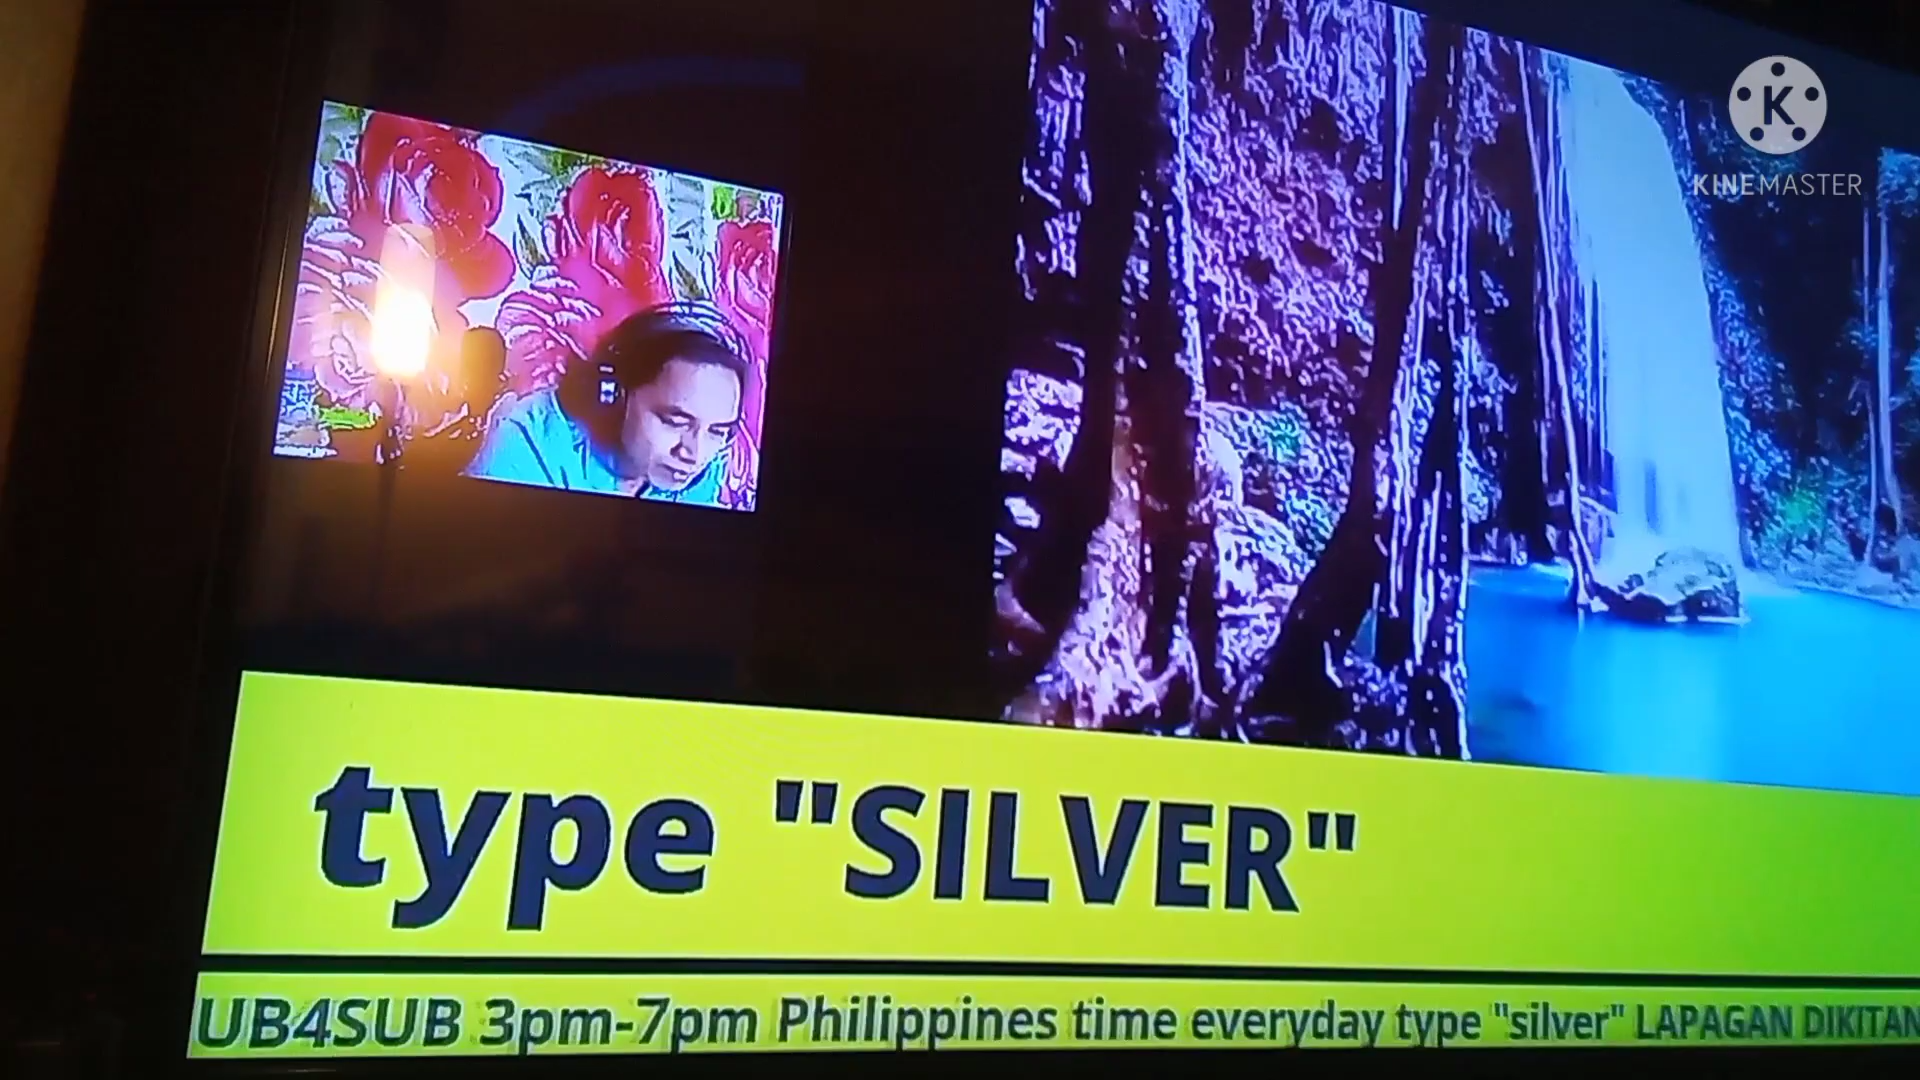 K
KINEMASTER
type "SILVER"
UB4SUB 3pm-7pm Philippines time everyday type "silver" LAPAGAN DIKITAN